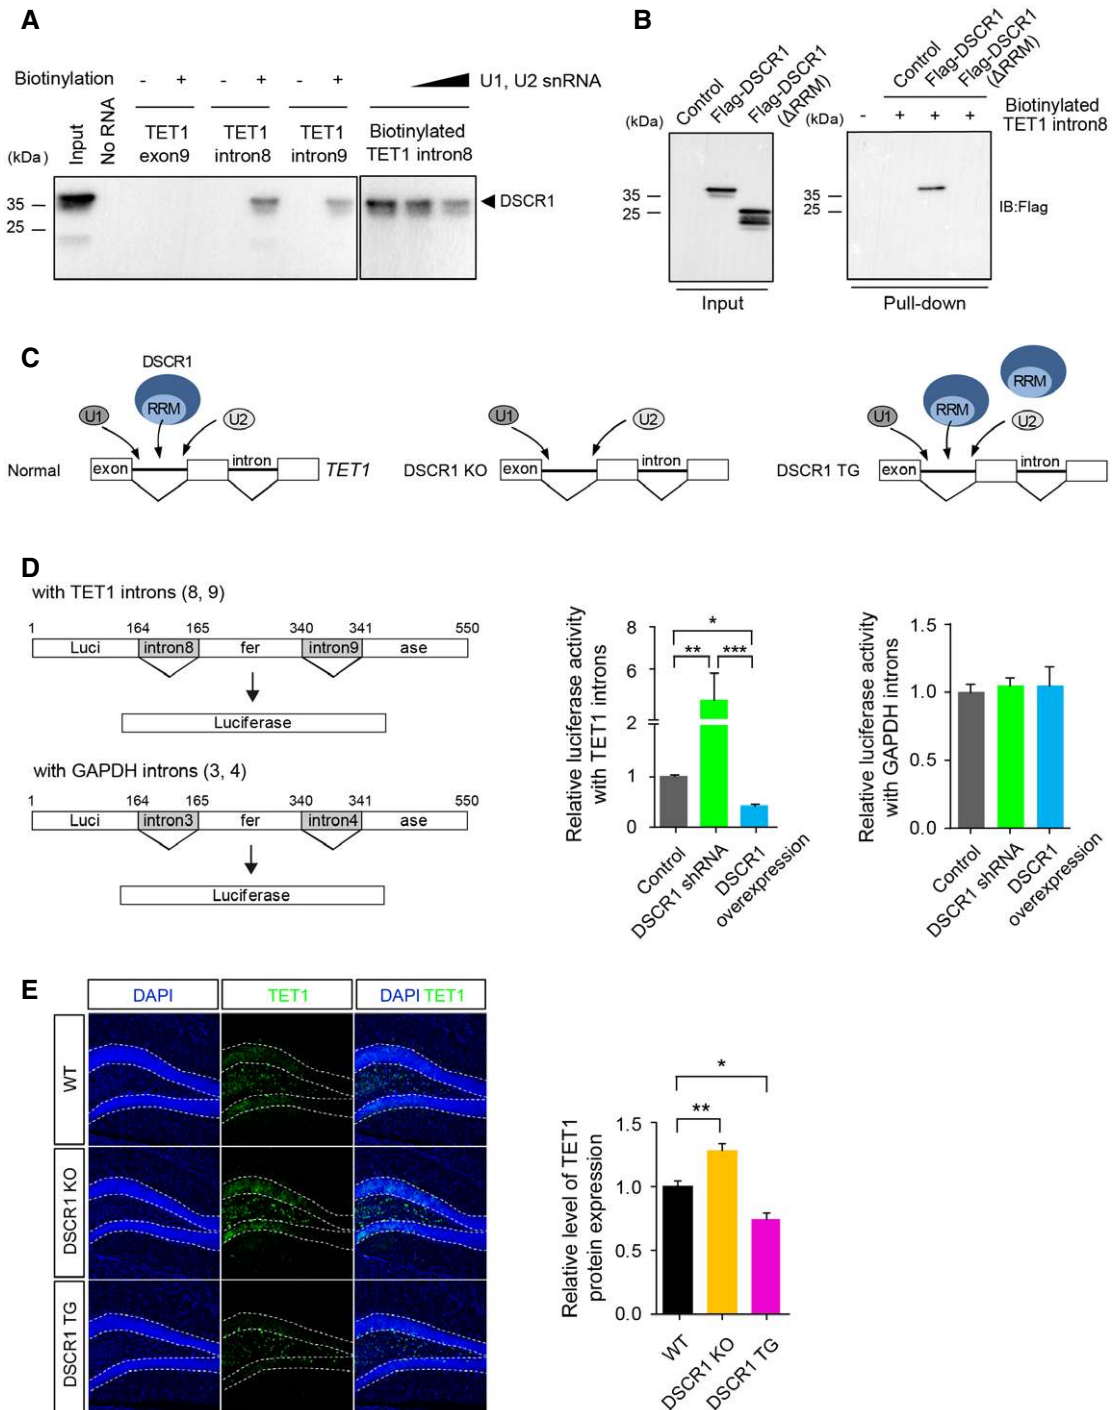 A
Biotinylation - + - + - + U1, U2 snRNA
Input
No RNA
TET1 exon9
TET1 intron8
TET1 intron9
Biotinylated TET1 intron8
(kDa)
35
25
DSCR1
B
Control
Flag-DSCR1
Flag-DSCR1 (ΔRRM)
(kDa)
35
25
Input
Control
Flag-DSCR1
Flag-DSCR1 (ΔRRM)
- + + +
Biotinylated TET1 intron8
(kDa)
35
25
IB:Flag
Pull-down
C
DSCR1
RRM
U1
U2
Normal
exon
intron
TET1
U1
U2
DSCR1 KO
exon
intron
RRM
RRM
U1
U2
DSCR1 TG
exon
intron
D
with TET1 introns (8, 9)
1 164 165 340 341 550
Luci intron8 fer intron9 ase
Luciferase
with GAPDH introns (3, 4)
1 164 165 340 341 550
Luci intron3 fer intron4 ase
Luciferase
Relative luciferase activity
with TET1 introns
8
6
2
1
0
*
** ***
Control
DSCR1 shRNA
DSCR1 overexpression
Relative luciferase activity
with GAPDH introns
1.5
1.0
0.5
0.0
Control
DSCR1 shRNA
DSCR1 overexpression
E
DAPI TET1 DAPI TET1
WT
DSCR1 KO
DSCR1 TG
Relative level of TET1
protein expression
1.5
1.0
0.5
0.0
*
**
WT
DSCR1 KO
DSCR1 TG